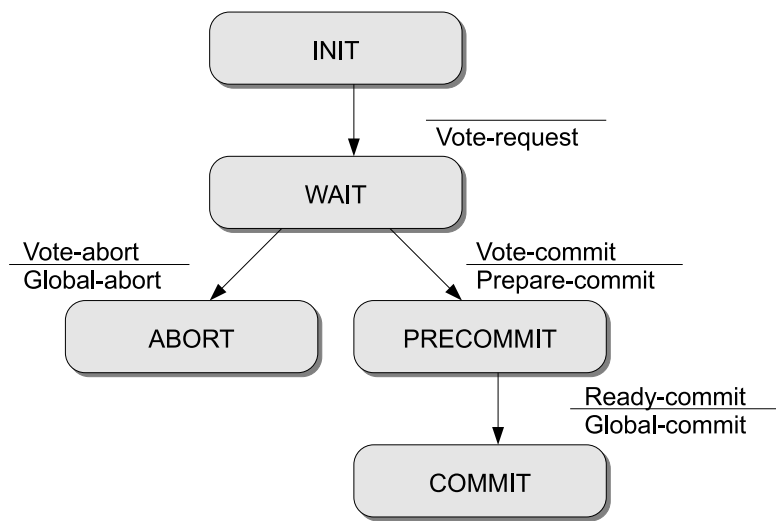 INIT
Vote-request
WAIT
Vote-abort
Global-abort
Vote-commit
Prepare-commit
ABORT
PRECOMMIT
Ready-commit
Global-commit
COMMIT